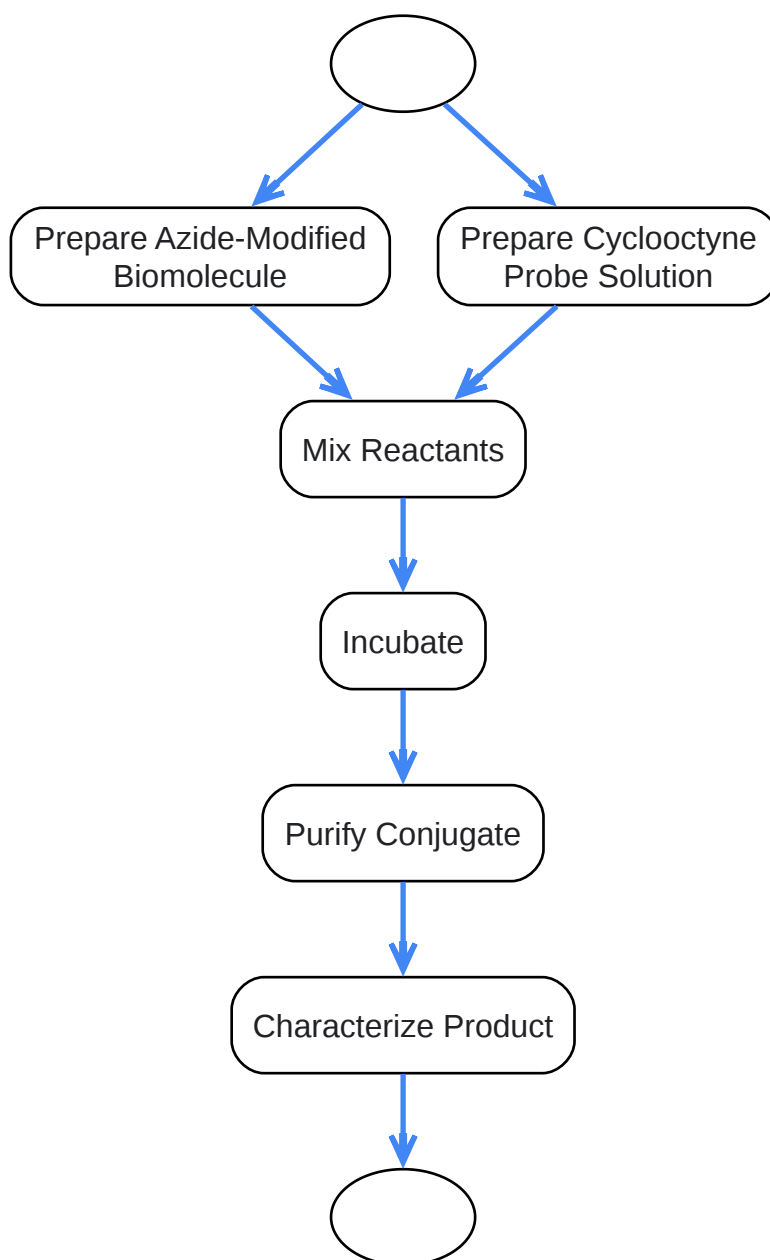 Prepare Azide-Modified
Biomolecule
Prepare Cyclooctyne
Probe Solution
Mix Reactants
Incubate
Purify Conjugate
Characterize Product